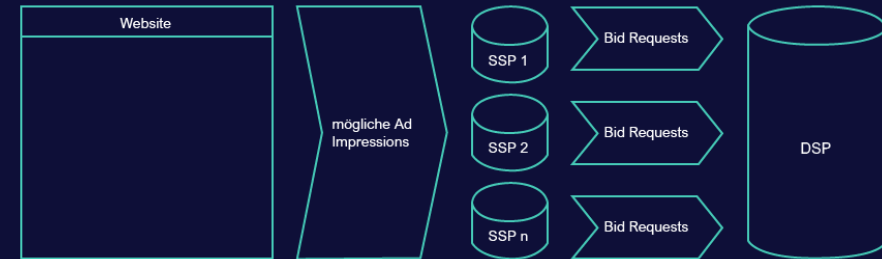 Website
mögliche Ad
Impressions
SSP 1
Bid Requests
SSP 2
Bid Requests
SSP n
Bid Requests
DSP